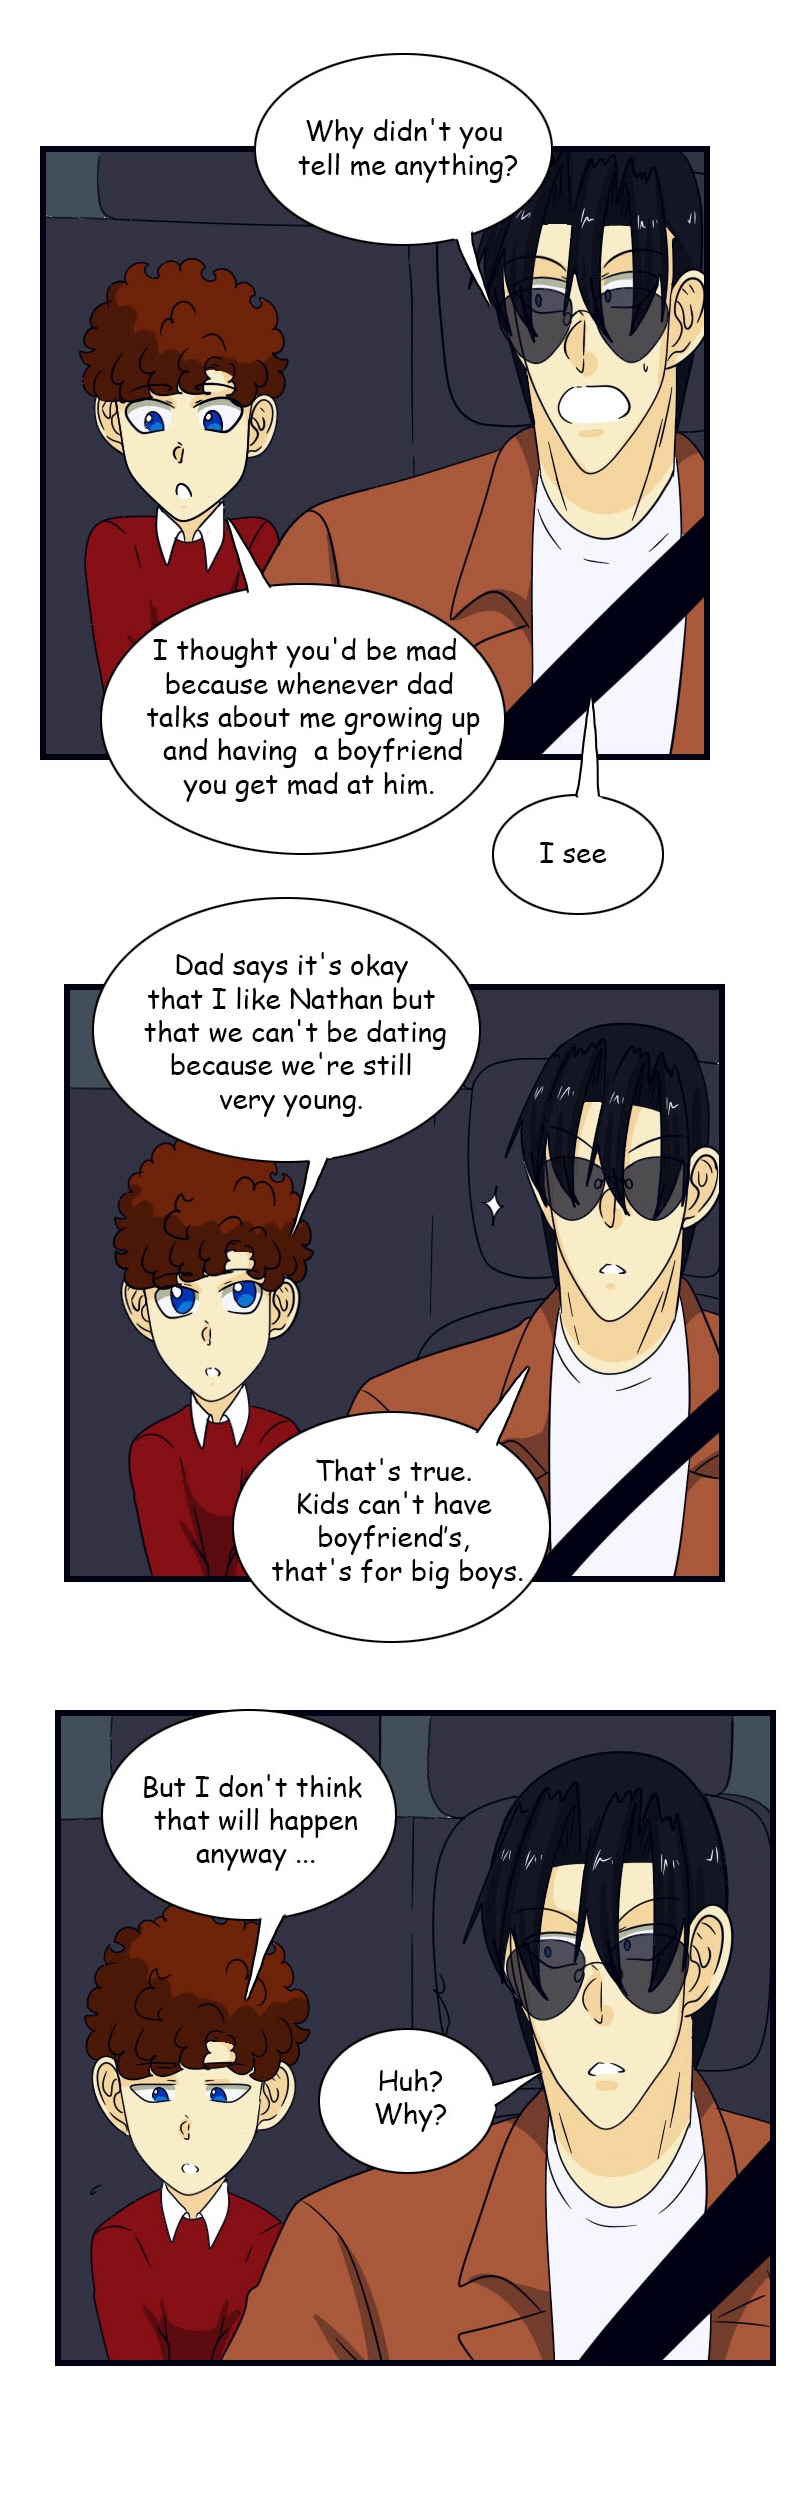 Why didn't you
tell me anything?
I thought you'd be mad
because whenever dad
talks about me growing up
and having a boyfriend
you get mad at him.
I see
Dad says it's okay
that I like Nathan but
that we can't be dating
because we're still
very young.
That's true.
Kids can't have
boyfriend's,
that's for big boys.
But I don't think
that will happen
anyway ...
Huh?
Why?